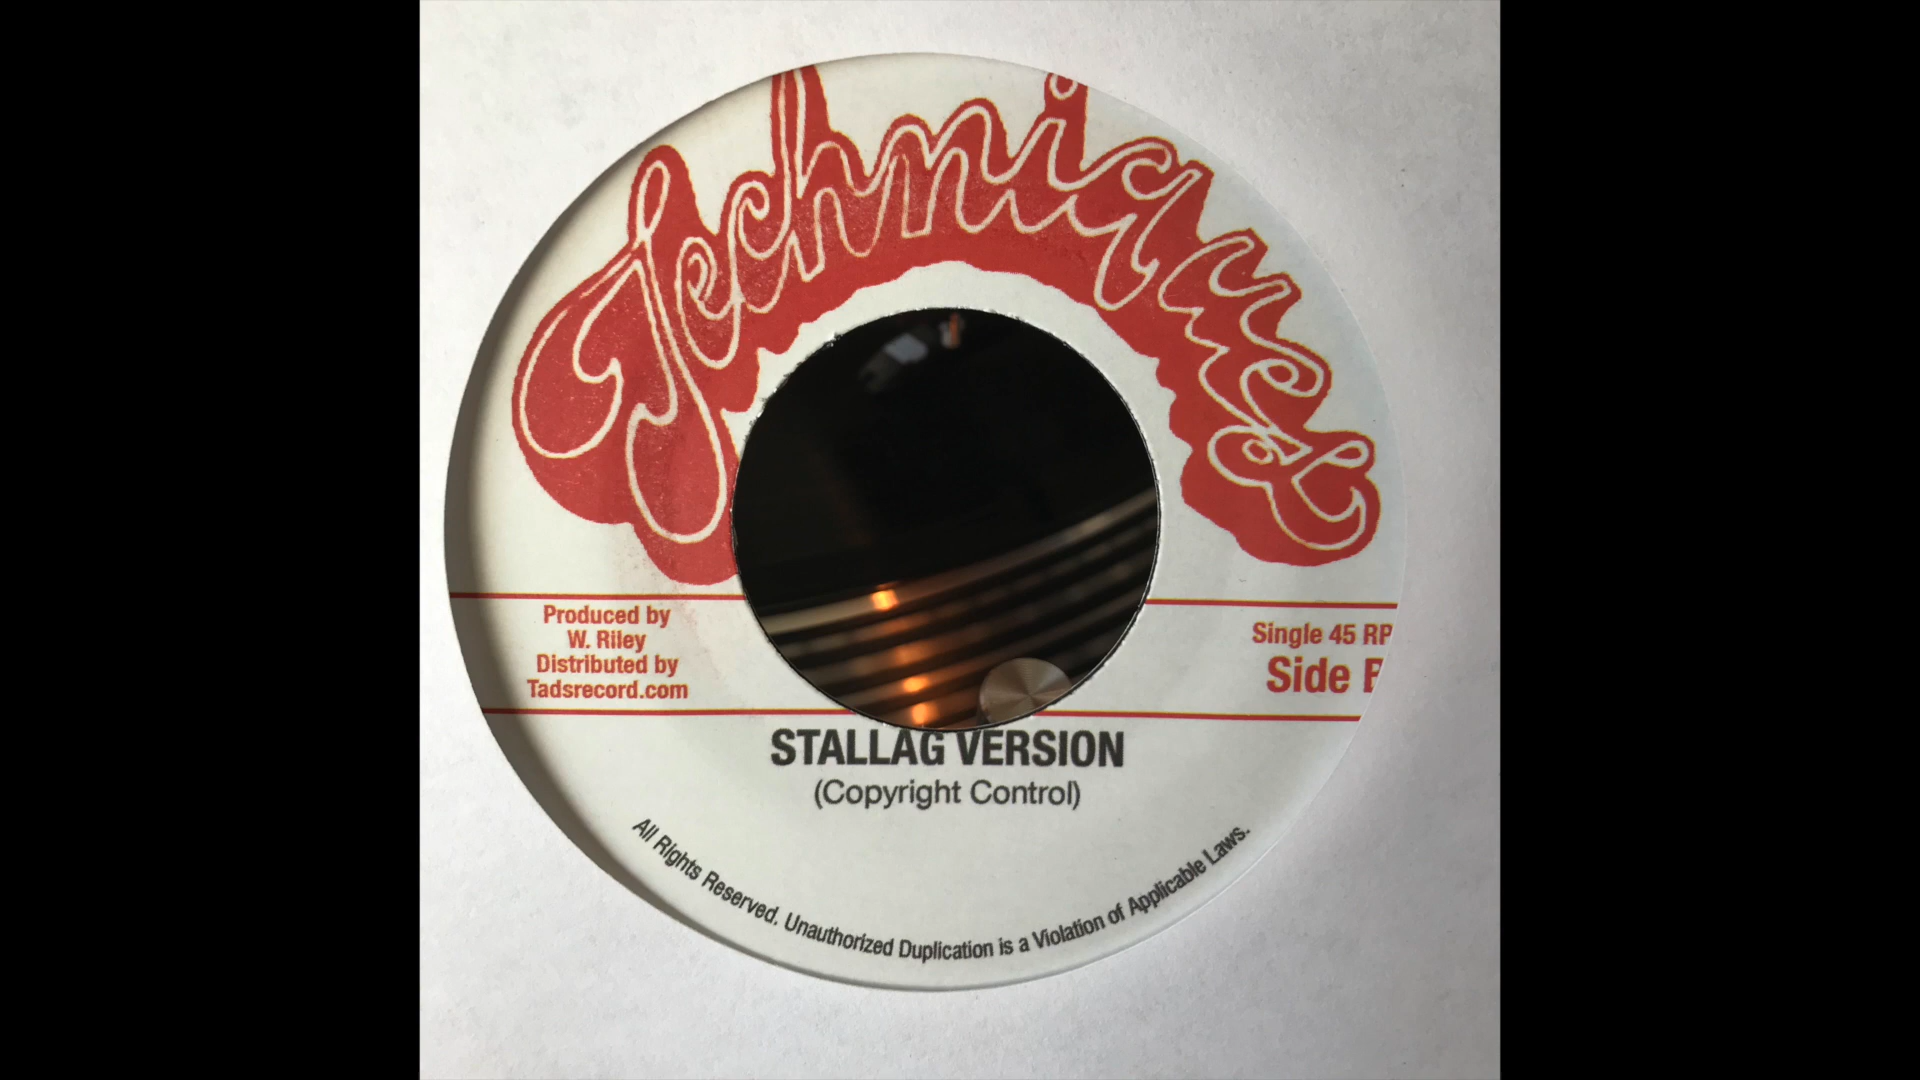 Techniques
Produced by
W. Riley
Distributed by
Tadsrecord.com
Single 45 RP
Side
STALLAG VERSION
(Copyright Control)
All Rights Reserved. Unauthorized Duplication is a Violation of Applicable Laws.